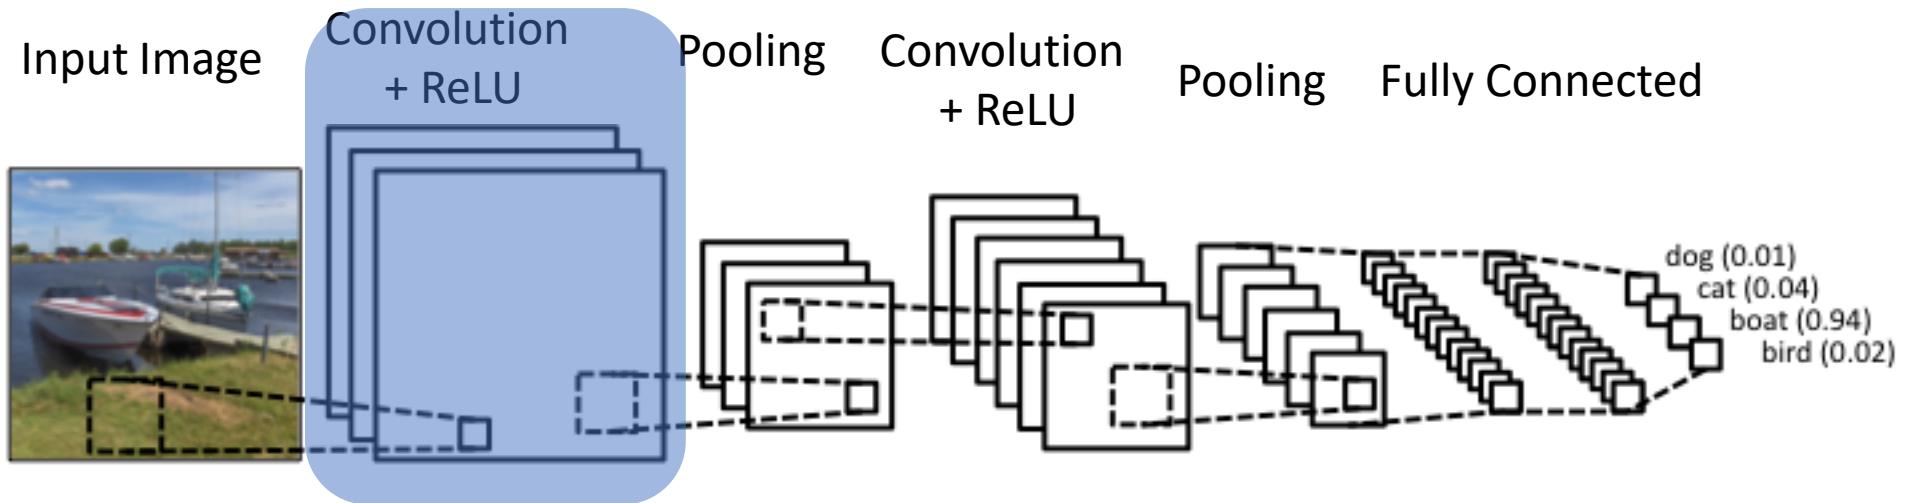 Input Image
Convolution
+ ReLU
Pooling
Convolution
+ ReLU
Pooling
Fully Connected
dog (0.01)
cat (0.04)
boat (0.94)
bird (0.02)